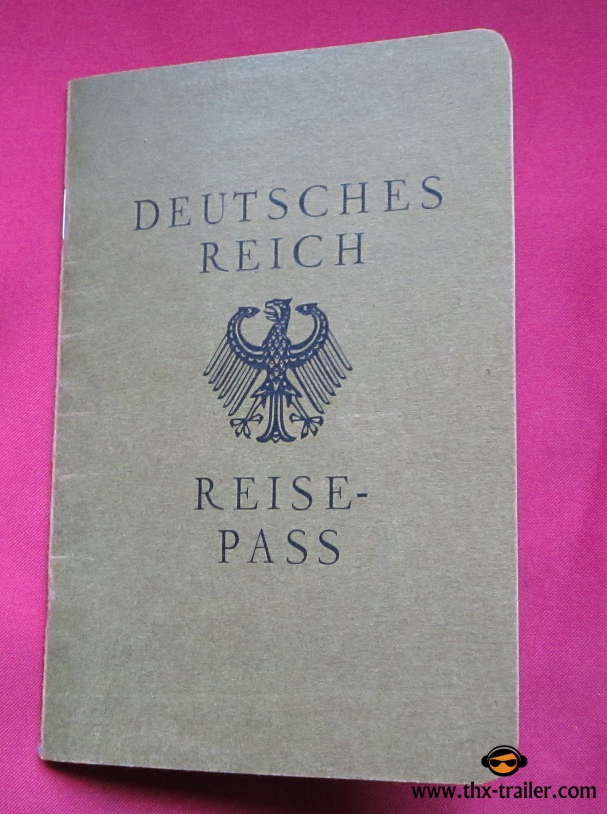 DEUTSCHES
REICH
REISE-
PASS
www.thx-trailer.com